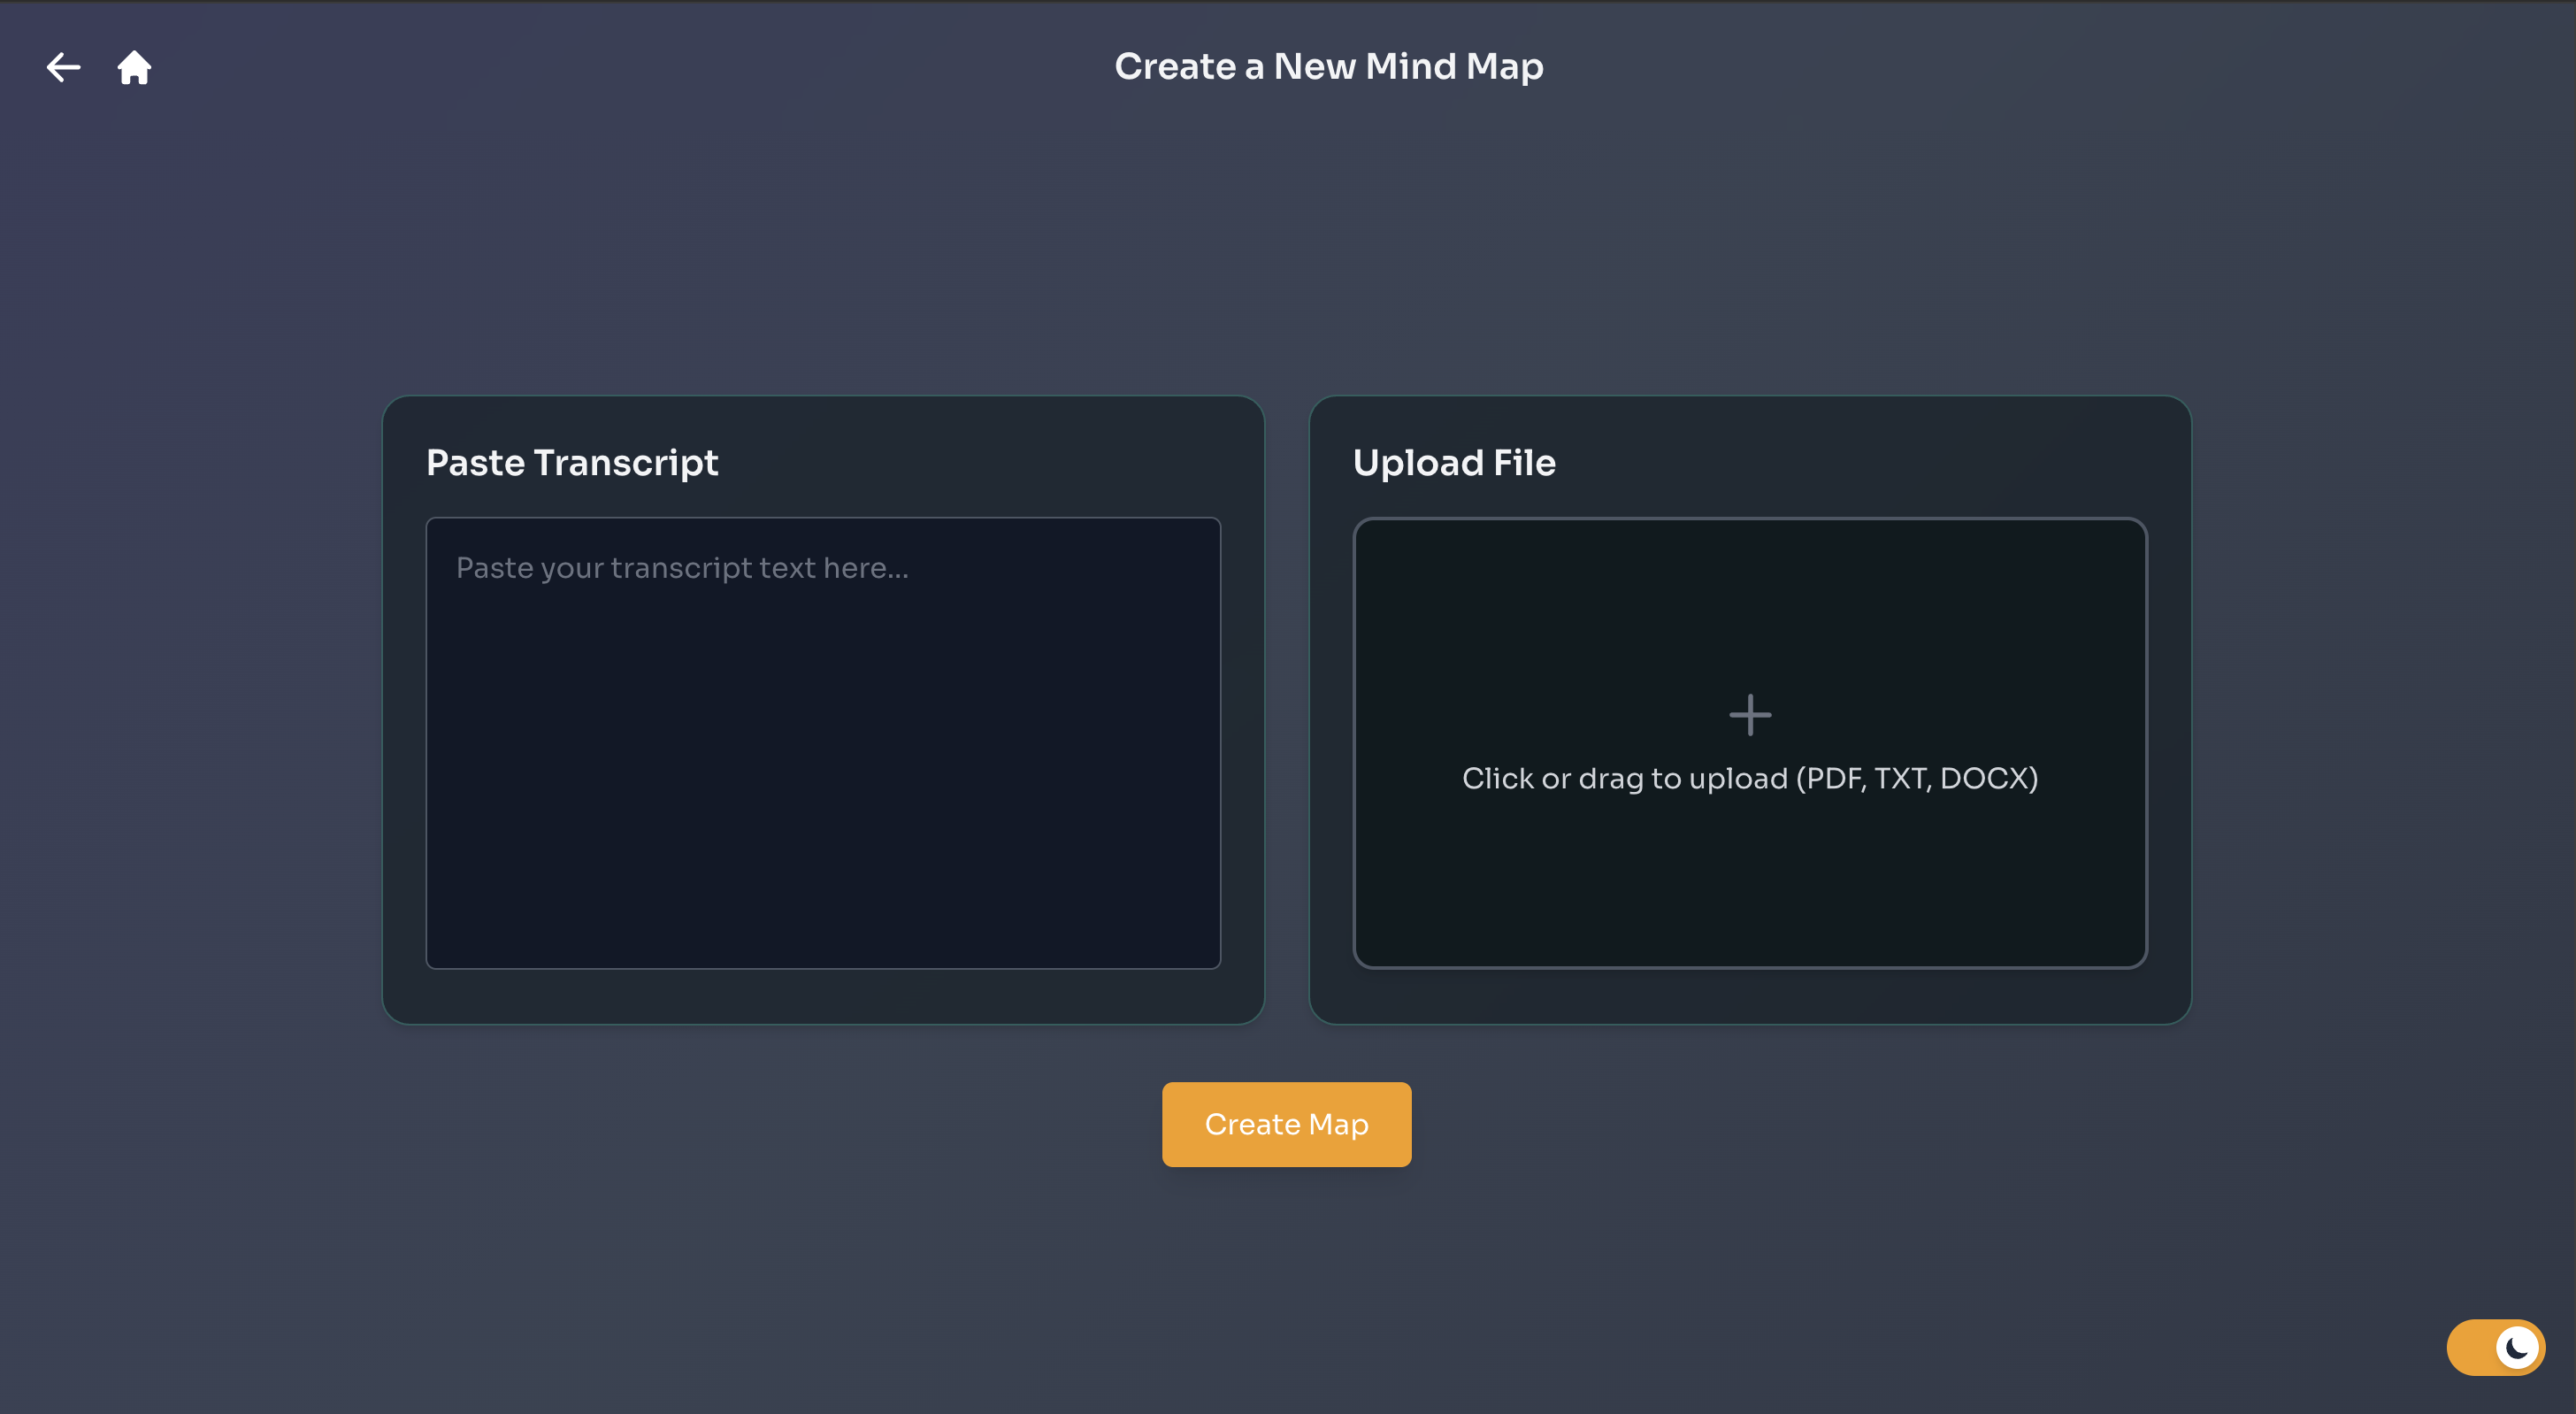 Create a New Mind Map
Paste Transcript
Paste your transcript text here...
Upload File
Click or drag to upload (PDF, TXT, DOCX)
Create Map